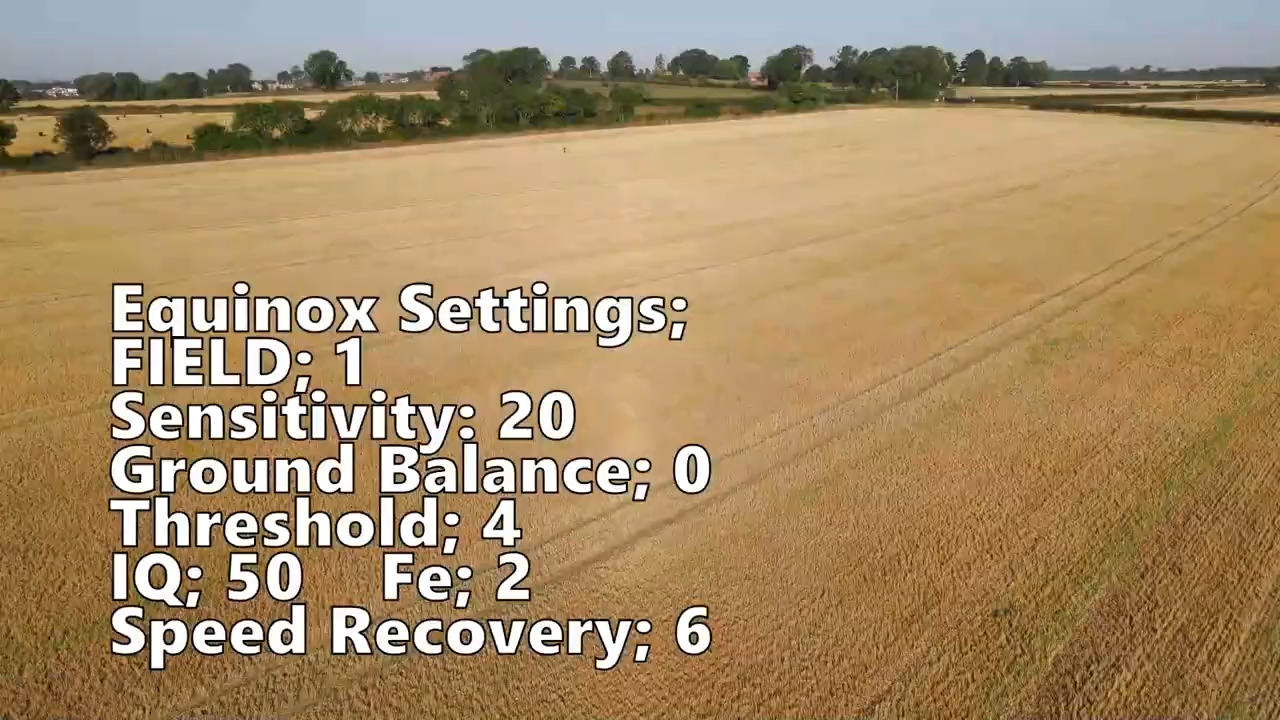 Equinox Settings;
FIELD; 1
Sensitivity: 20
Ground Balance; 0
Threshold; 4
IQ; 50 Fe; 2
Speed Recovery; 6